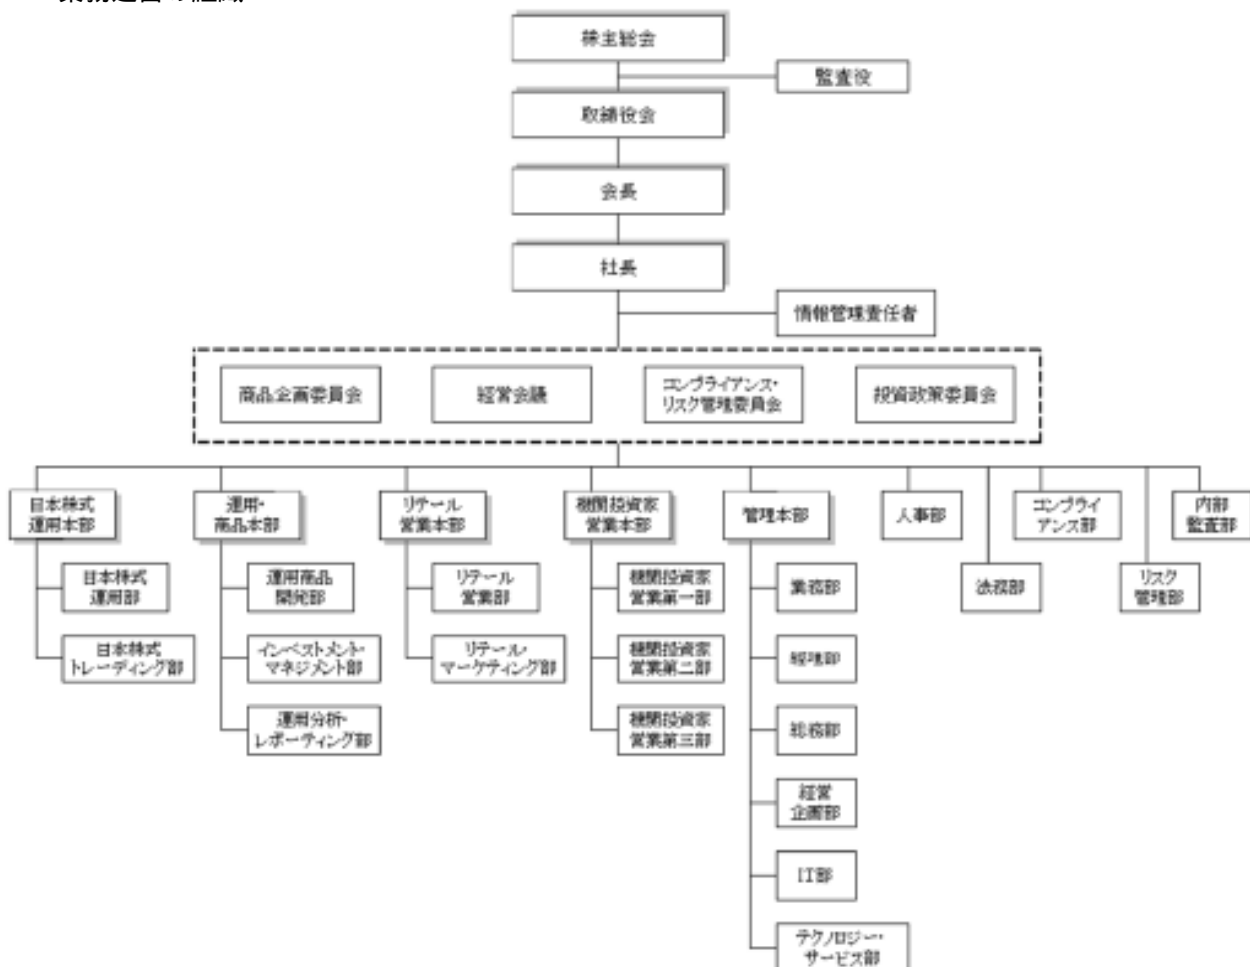 株主総会
監査役
取締役会
会長
社長
情報管理責任者
商品企画委員会
経営会議
コンプライアンス・
リスク管理委員会
投資政策委員会
日本株式
運用本部
運用・
商品本部
リテール
営業本部
機関投資家
営業本部
管理本部
人事部
コンプライ
アンス部
内部
監査部
日本株式
運用部
運用商品
開発部
リテール
営業部
機関投資家
営業第一部
業務部
法務部
リスク
管理部
日本株式
トレーディング部
インベストメント・
マネジメント部
リテール・
マーケティング部
機関投資家
営業第二部
経理部
運用分析・
レポーティング部
機関投資家
営業第三部
総務部
経営
企画部
IT部
テクノロジー・
サービス部